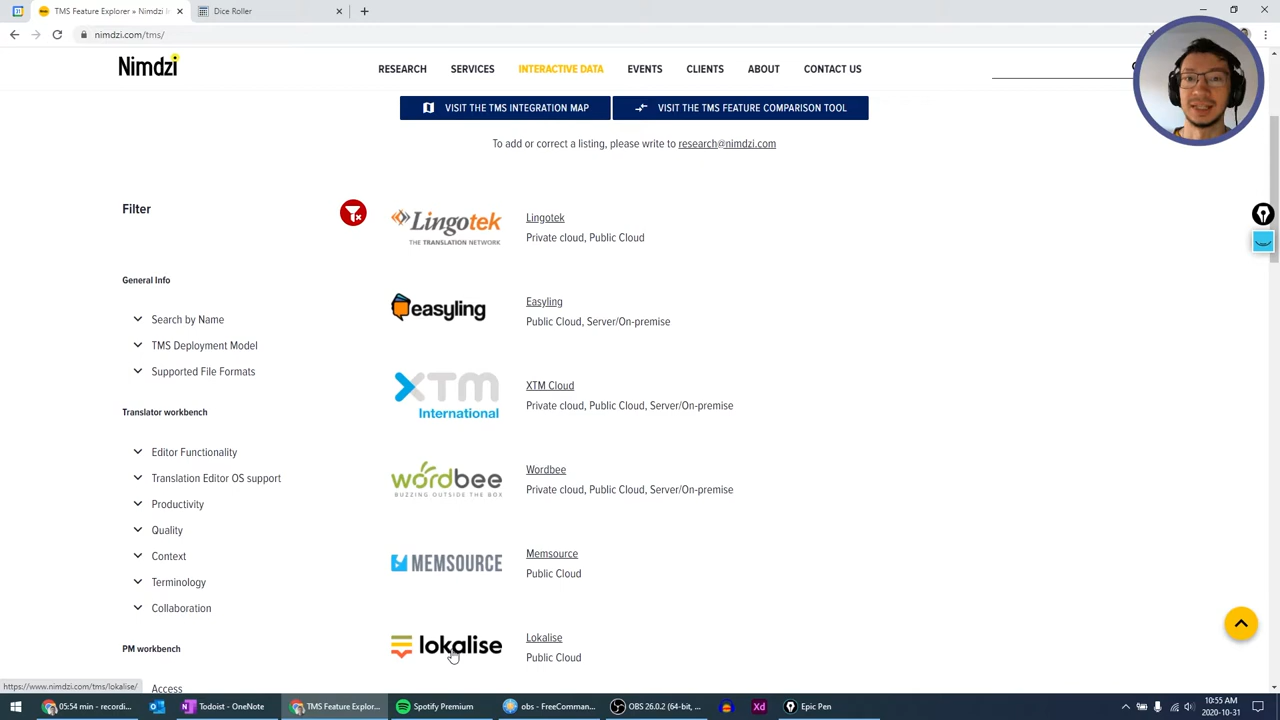 TMS Feature Explorer - Nimdzi
Dice Roller
nimdzi.com/tms/
Nimdzi
RESEARCH
SERVICES
INTERACTIVE DATA
EVENTS
CLIENTS
ABOUT
CONTACT US
VISIT THE TMS INTEGRATION MAP
VISIT THE TMS FEATURE COMPARISON TOOL
To add or correct a listing, please write to research@nimdzi.com
Filter
General Info
Search by Name
TMS Deployment Model
Supported File Formats
Translator workbench
Editor Functionality
Translation Editor OS support
Productivity
Quality
Context
Terminology
Collaboration
PM workbench
Access
Lingotek
THE TRANSLATION NETWORK
Lingotek
Private cloud, Public Cloud
easyling
Easyling
Public Cloud, Server/On-premise
XTM
International
XTM Cloud
Private cloud, Public Cloud, Server/On-premise
wordbee
BUZZING OUTSIDE THE BOX
Wordbee
Private cloud, Public Cloud, Server/On-premise
MEMSOURCE
Memsource
Public Cloud
lokalise
Lokalise
Public Cloud
https://www.nimdzi.com/tms/lokalise/
05:54 min - recordi...
Todoist - OneNote
TMS Feature Explor...
Spotify Premium
obs - FreeComman...
OBS 26.0.2 (64-bit, ...
Epic Pen
10:55 AM
2020-10-31